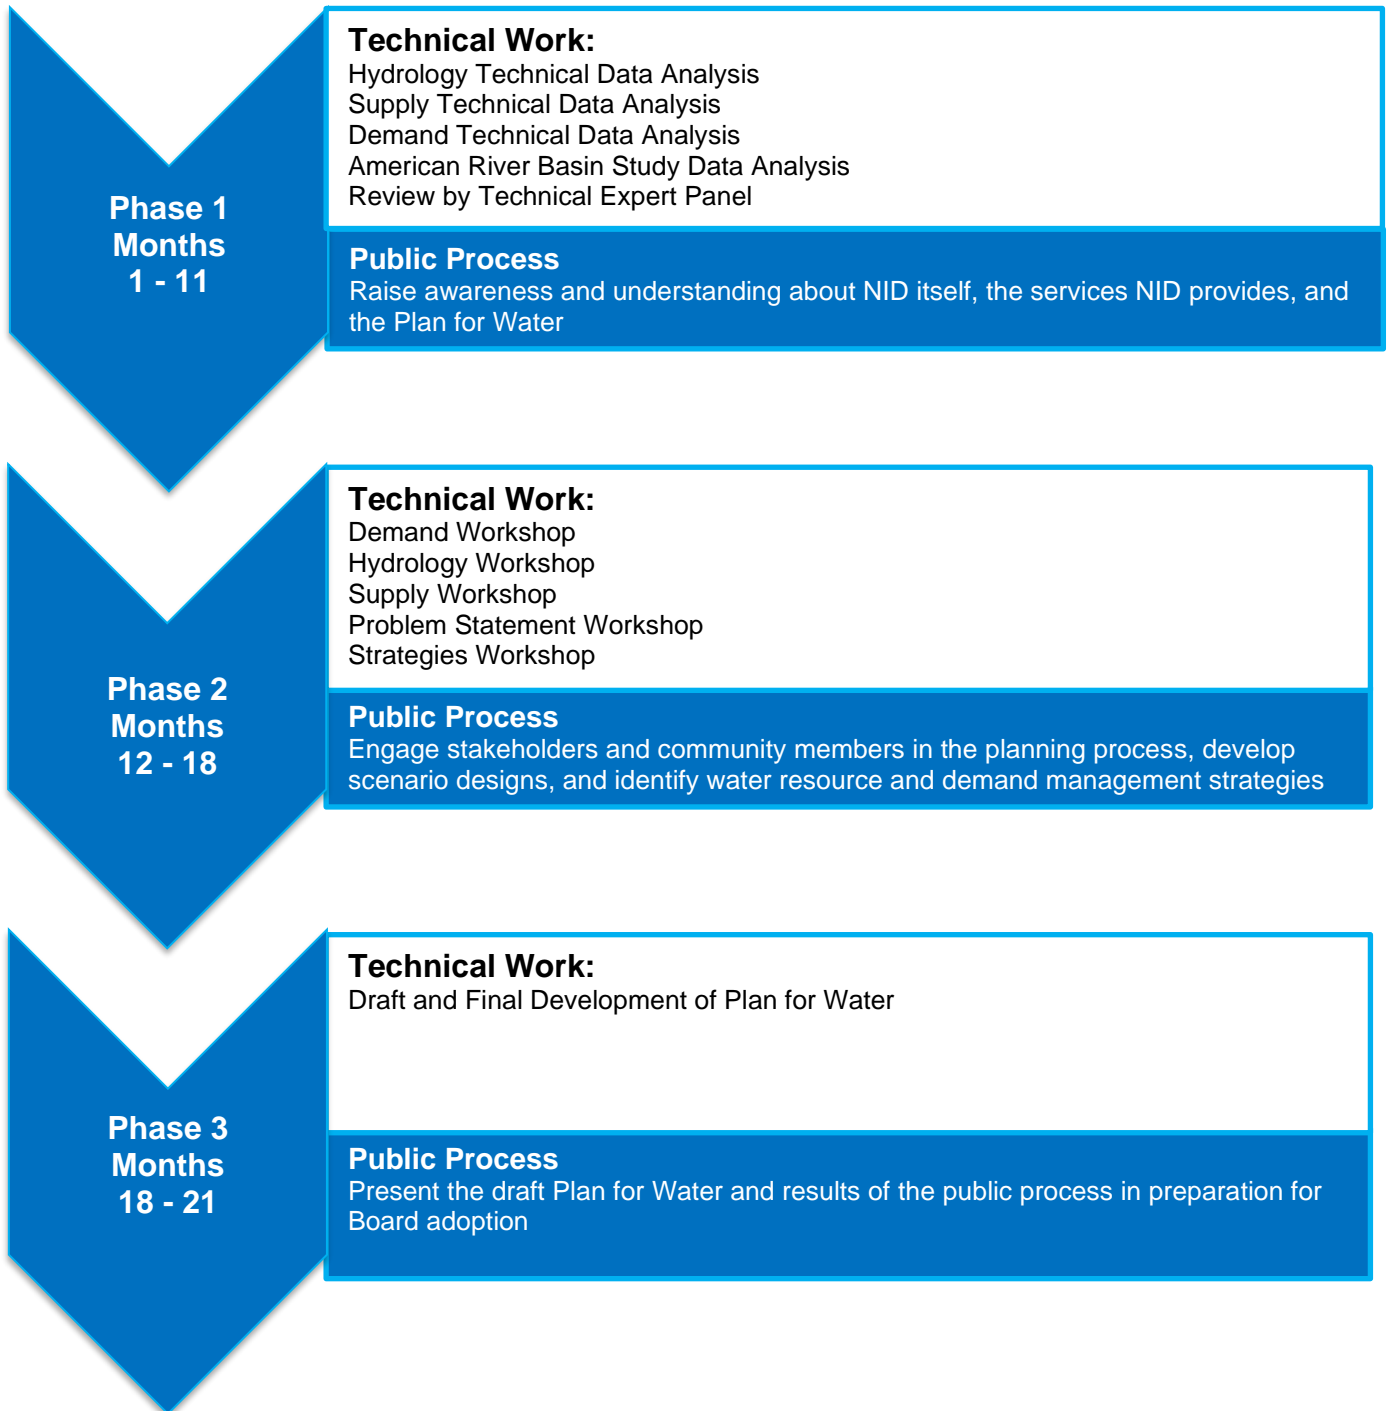 Phase 1
Months
1 - 11
Technical Work:
Hydrology Technical Data Analysis
Supply Technical Data Analysis
Demand Technical Data Analysis
American River Basin Study Data Analysis
Review by Technical Expert Panel
Public Process
Raise awareness and understanding about NID itself, the services NID provides, and
the Plan for Water
Phase 2
Months
12 - 18
Technical Work:
Demand Workshop
Hydrology Workshop
Supply Workshop
Problem Statement Workshop
Strategies Workshop
Public Process
Engage stakeholders and community members in the planning process, develop
scenario designs, and identify water resource and demand management strategies
Phase 3
Months
18 - 21
Technical Work:
Draft and Final Development of Plan for Water
Public Process
Present the draft Plan for Water and results of the public process in preparation for
Board adoption